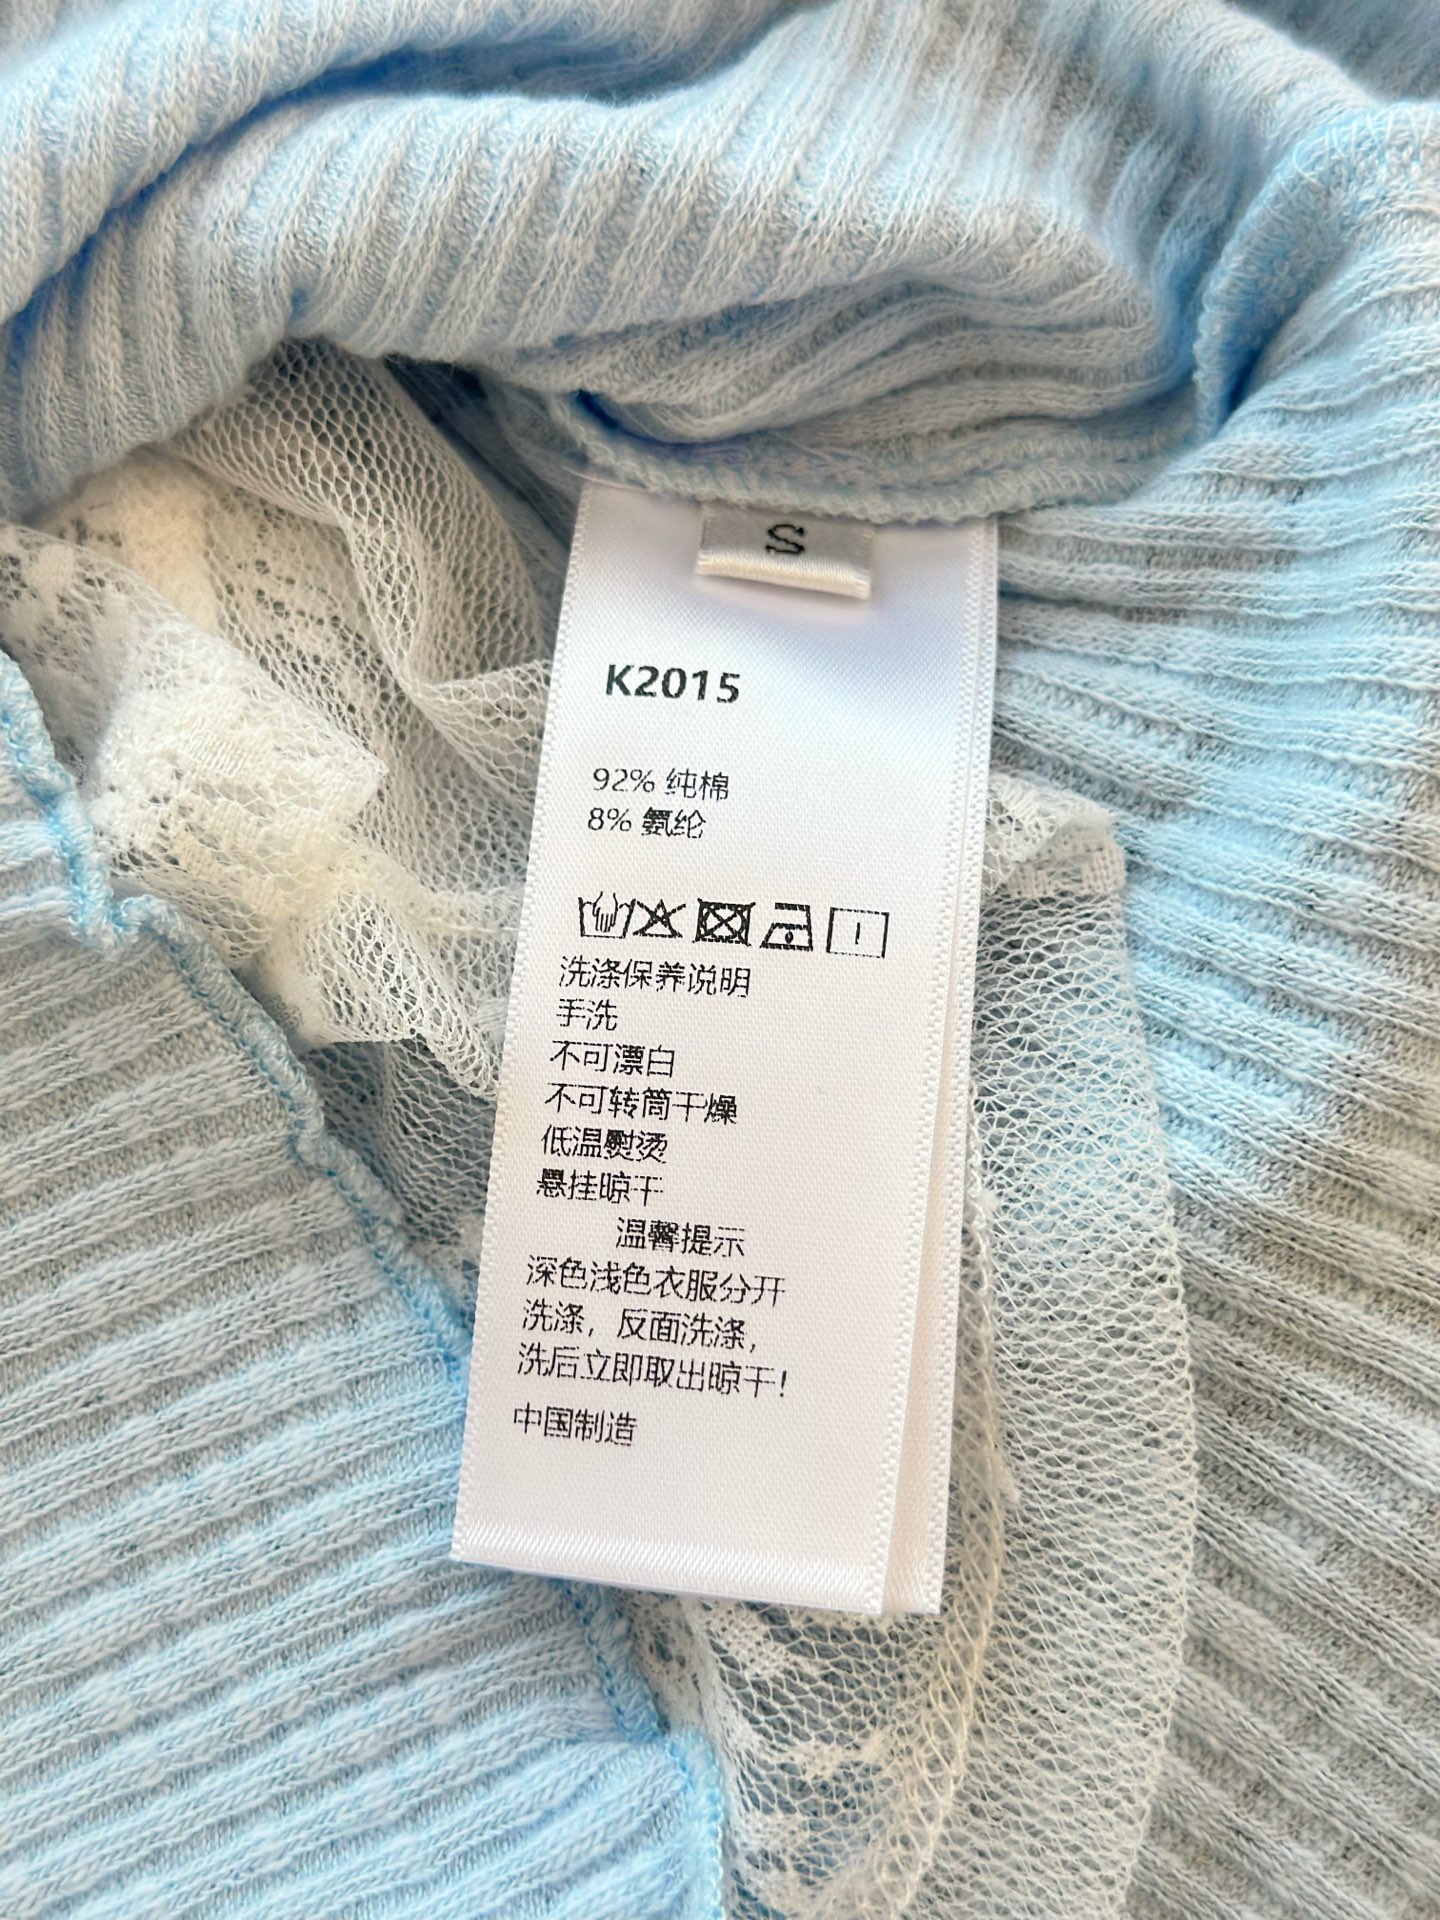 S
K2015
92% 纯棉
8% 氨纶
洗涤保养说明
手洗
不可漂白
不可转筒干燥
低温熨烫
悬挂晾干
温馨提示
深色浅色衣服分开
洗涤，反面洗涤，
洗后立即取出晾干！
中国制造